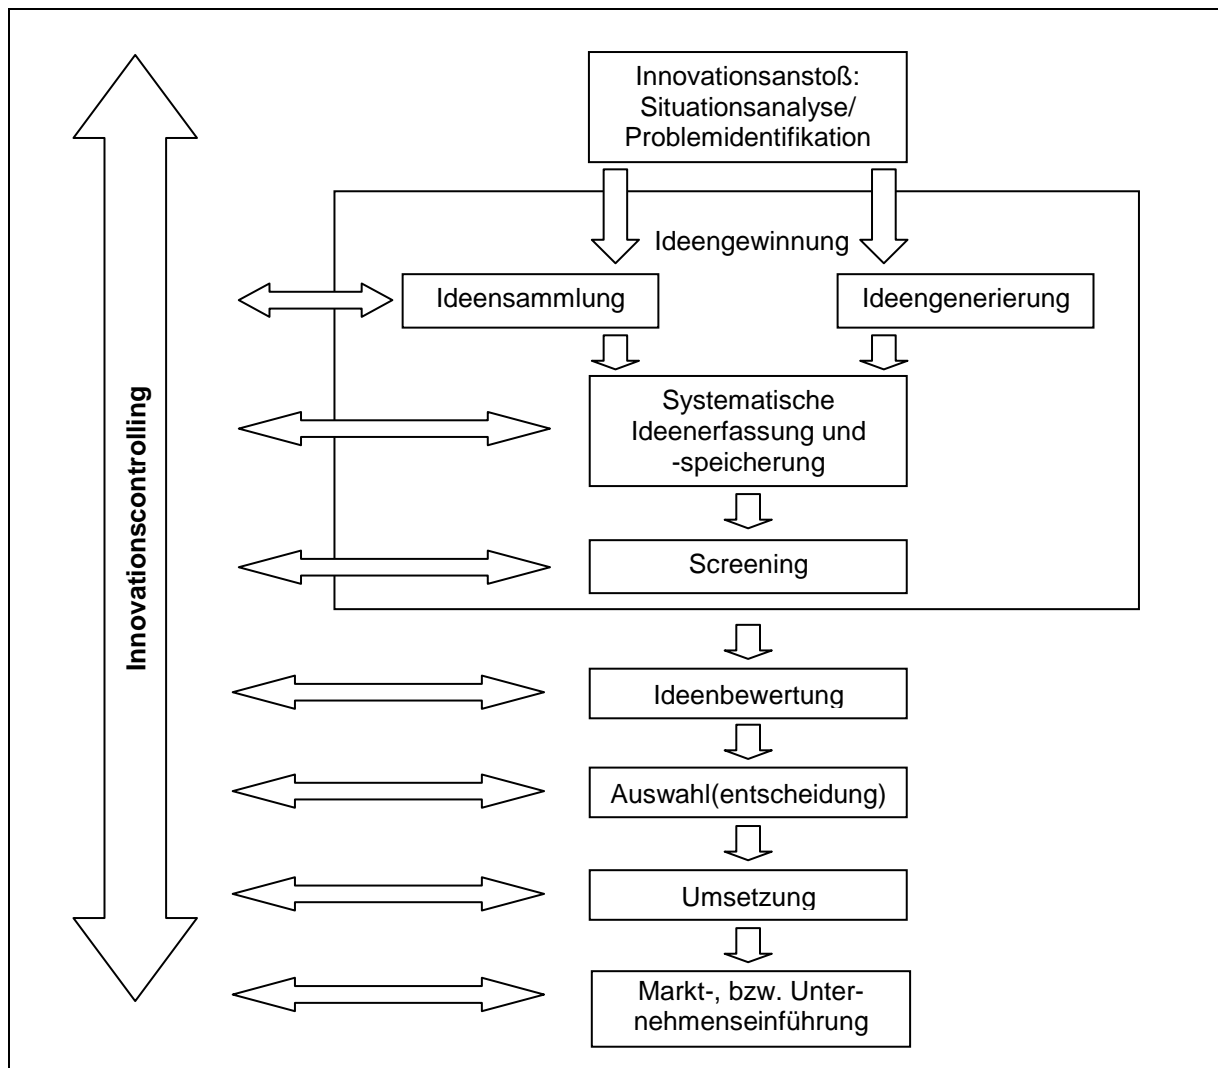 Innovationsanstoß:
Situationsanalyse/
Problemidentifikation
Ideengewinnung
Ideensammlung
Ideengenerierung
Systematische
Ideenerfassung und
-speicherung
Screening
Ideenbewertung
Auswahl(entscheidung)
Umsetzung
Markt-, bzw. Unter-
nehmenseinführung
Innovationscontrolling